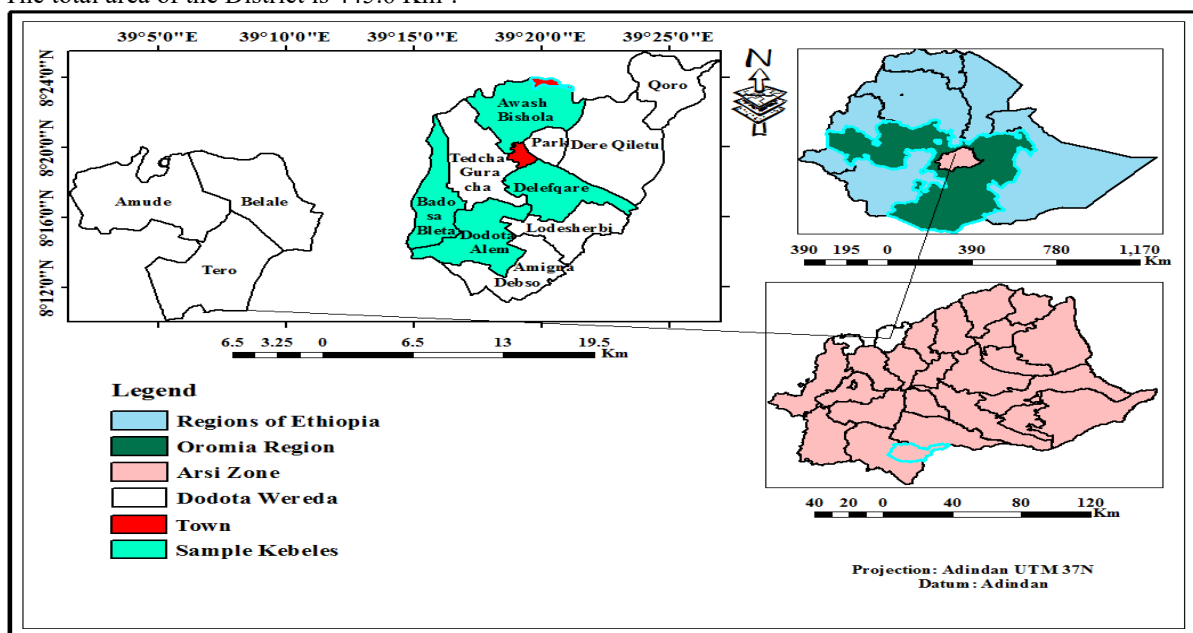 39°5'0"E 39°10'0"E 39°15'0"E 39°20'0"E 39°25'0"E
8°24'0"N
8°20'0"N
8°16'0"N
8°12'0"N
N
Qoro
Awash
Bishola
Park
Dere Qiletu
Tedcha
Gura
cha
Delefqare
Amude
Belale
Bado
sa
Bleta
Lodesherbi
Dodota
Alem
Tero
Amigna
Debso
6.5 3.25 0 6.5 13 19.5
Km
390 195 0 390 780 1,170
Km
40 20 0 40 80 120
Km
Legend
Regions of Ethiopia
Oromia Region
Arsi Zone
Dodota Wereda
Town
Sample Kebeles
Projection: Adindan UTM 37N
Datum: Adindan